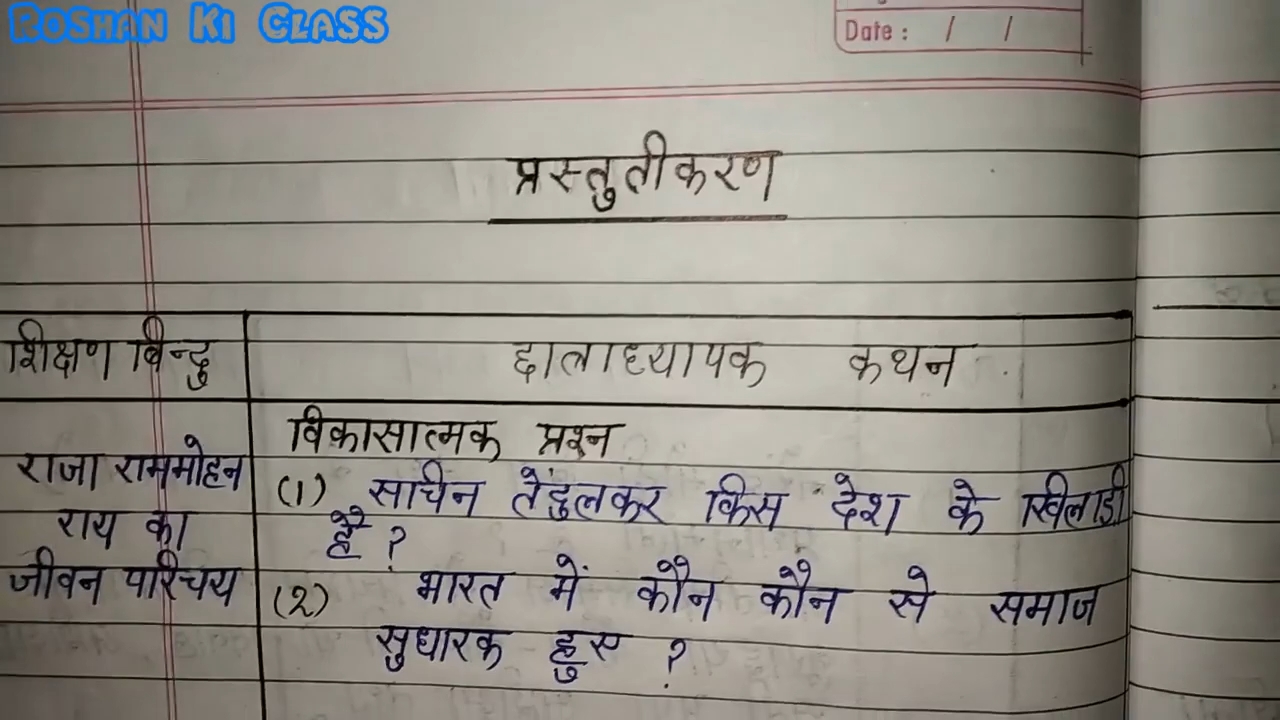 ROSHAN KI CLASS
Date : / /
प्रस्तुतीकरण
शिक्षण बिन्दु
छात्राध्यापक कथन
राजा राममोहन
राय का
जीवन परिचय
विकासात्मक प्रश्न
(1) सचिन तेंदुलकर किस देश के खिलाड़ी
है ?
(2) भारत में कौन कौन से समाज
सुधारक हुए ?